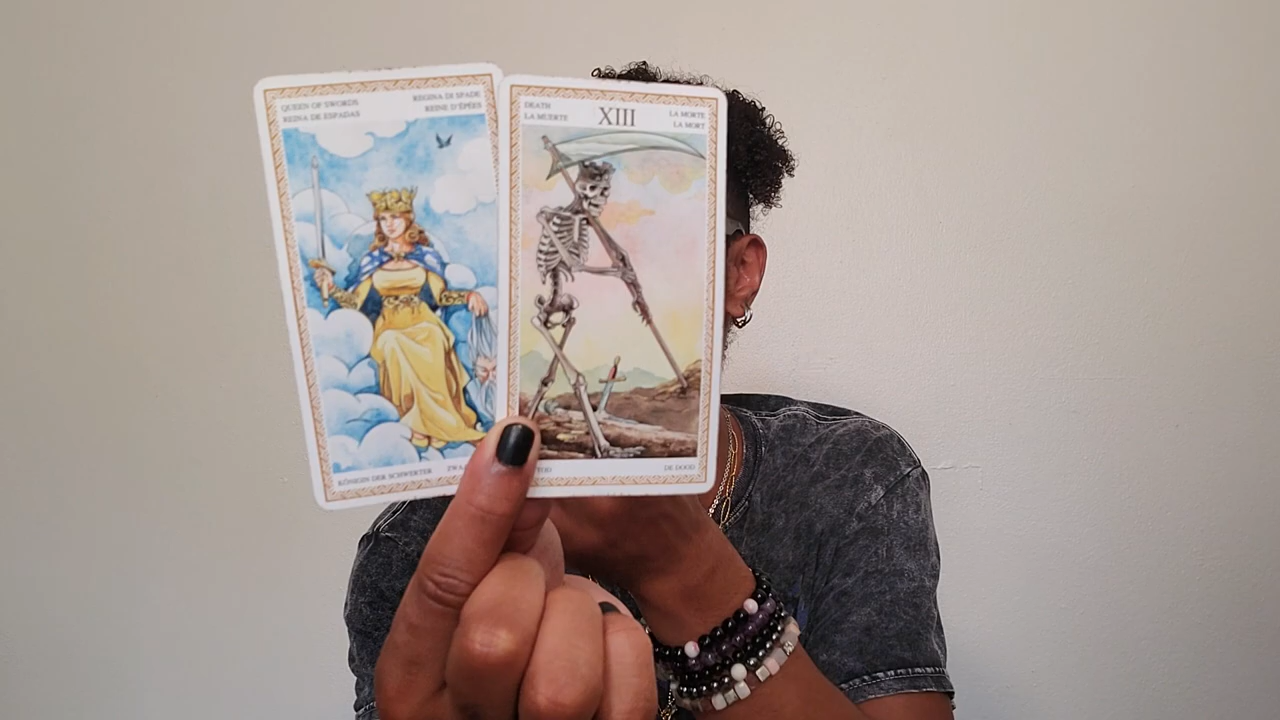 QUEEN OF SWORDS
REINA DE ESPADAS
REGINA DI SPADE
REINE D'ÉPÉES
KÖNIGIN DER SCHWERTER
DEATH
LA MUERTE
XIII
LA MORTE
LA MORT
DE DOOD